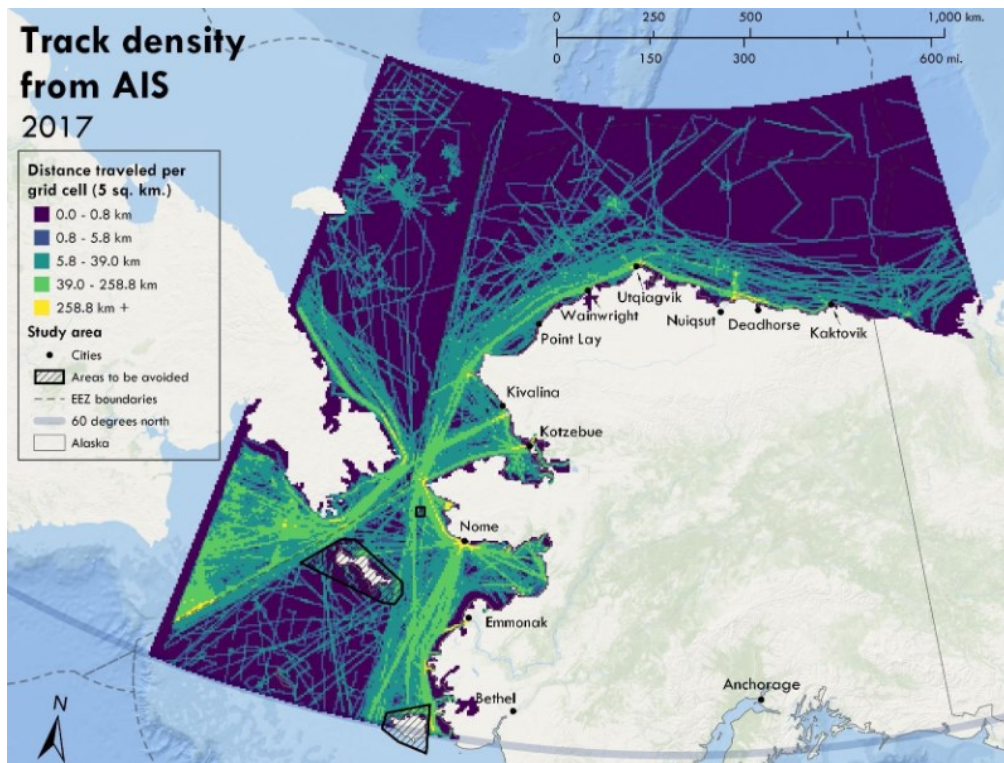 Track density
from AIS
2017
0 250 500 1,000 km.
0 150 300 600 mi.
Distance traveled per
grid cell (5 sq. km.)
0.0 - 0.8 km
0.8 - 5.8 km
5.8 - 39.0 km
39.0 - 258.8 km
258.8 km +
Study area
Cities
Areas to be avoided
EEZ boundaries
60 degrees north
Alaska
Utqiagvik
Wainwright
Nuiqsut
Deadhorse
Kaktovik
Point Lay
Kivalina
Kotzebue
Nome
Emmonak
Bethel
Anchorage
N